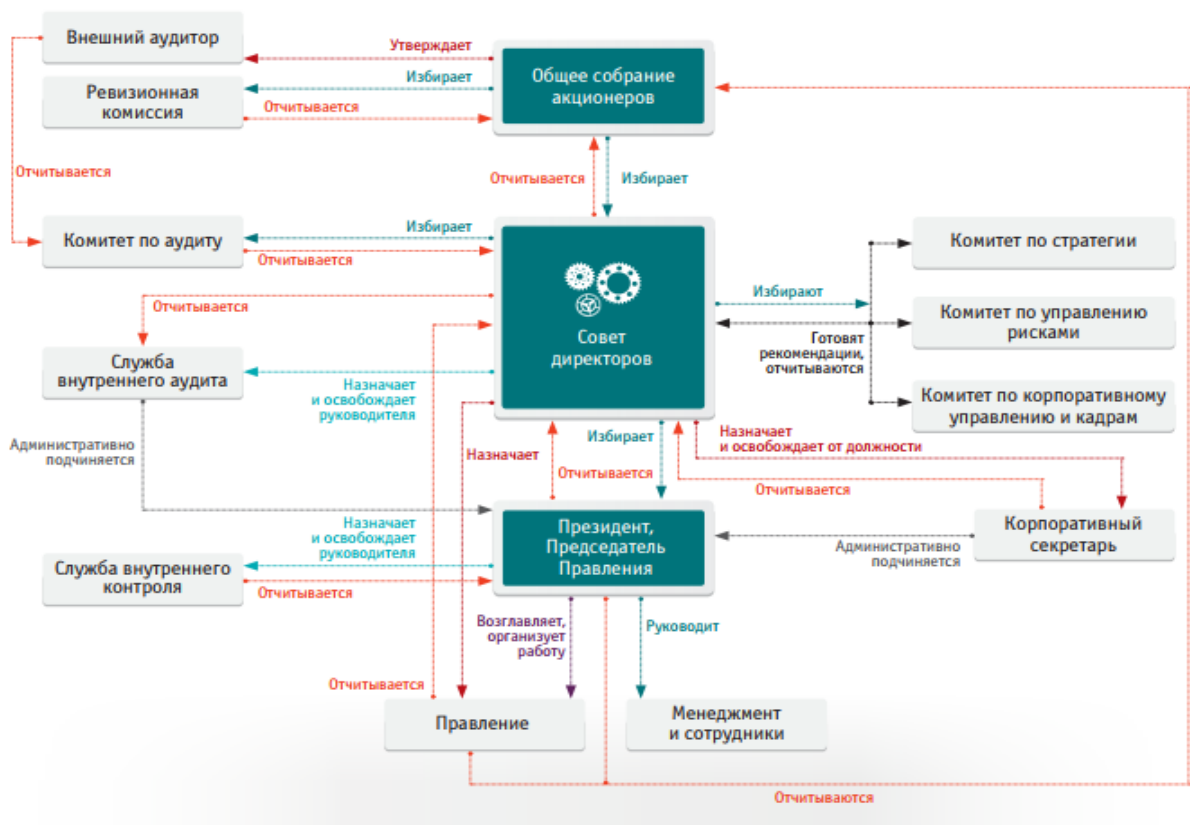 Внешний аудитор
Утверждает
Общее собрание
акционеров
Избирает
Ревизионная
комиссия
Отчитывается
Отчитывается
Отчитывается
Избирает
Комитет по аудиту
Избирает
Отчитывается
Комитет по стратегии
Отчитывается
Избирают
Комитет по управлению
рисками
Совет
директоров
Готовят
рекомендации,
отчитываются
Служба
внутреннего аудита
Назначает
и освобождает
руководителя
Комитет по корпоративному
управлению и кадрам
Административно
подчиняется
Назначает
Избирает
Отчитывается
Назначает
и освобождает от должности
Отчитывается
Назначает
и освобождает
руководителя
Президент,
Председатель
Правления
Корпоративный
секретарь
Административно
подчиняется
Служба внутреннего
контроля
Отчитывается
Возглавляет,
организует
работу
Руководит
Отчитывается
Правление
Менеджмент
и сотрудники
Отчитываются